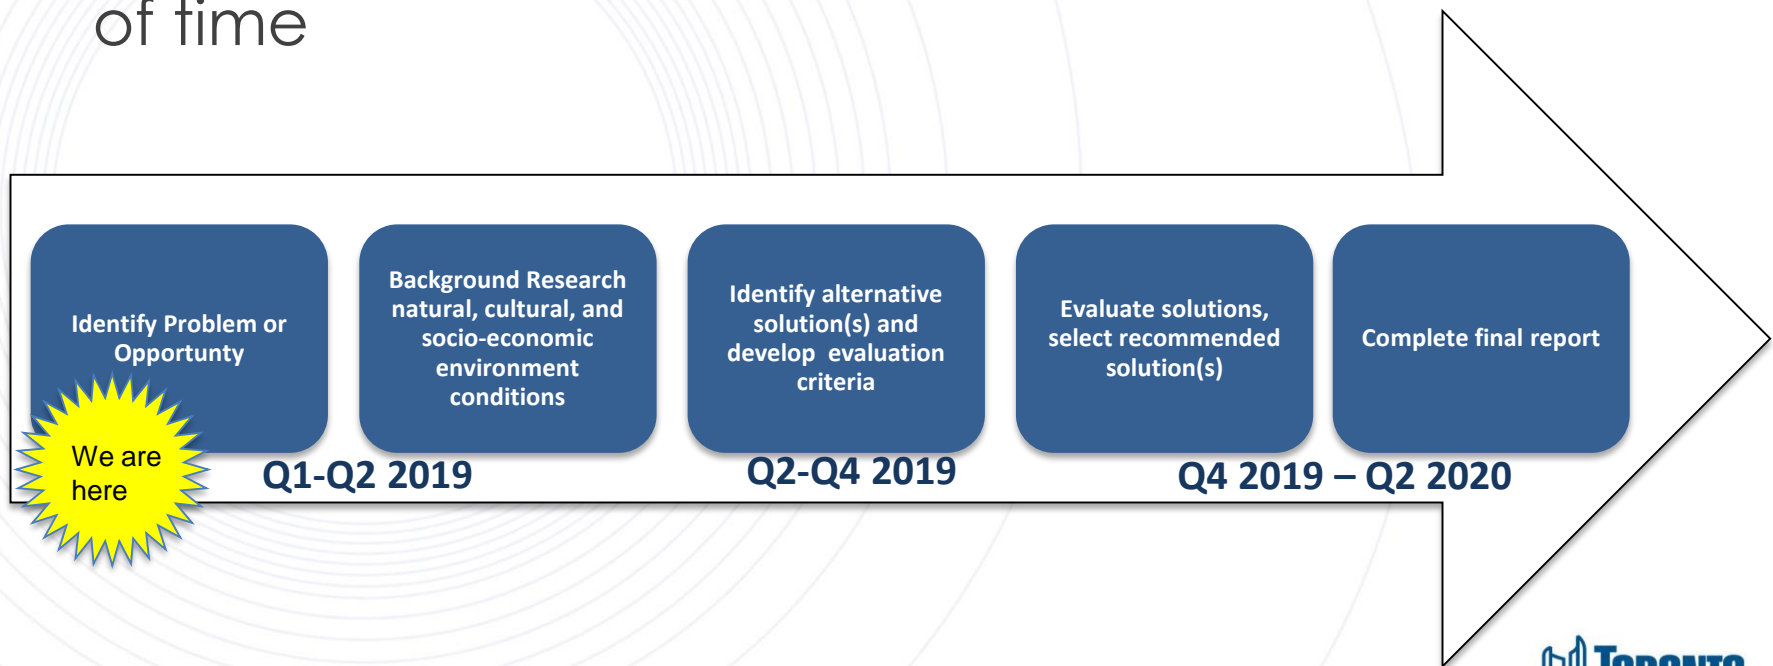 of time
Identify Problem or
Opportunty
Background Research
natural, cultural, and
socio-economic
environment
conditions
Identify alternative
solution(s) and
develop evaluation
criteria
Evaluate solutions,
select recommended
solution(s)
Complete final report
We are
here
Q1-Q2 2019
Q2-Q4 2019
Q4 2019 – Q2 2020
TORONTO